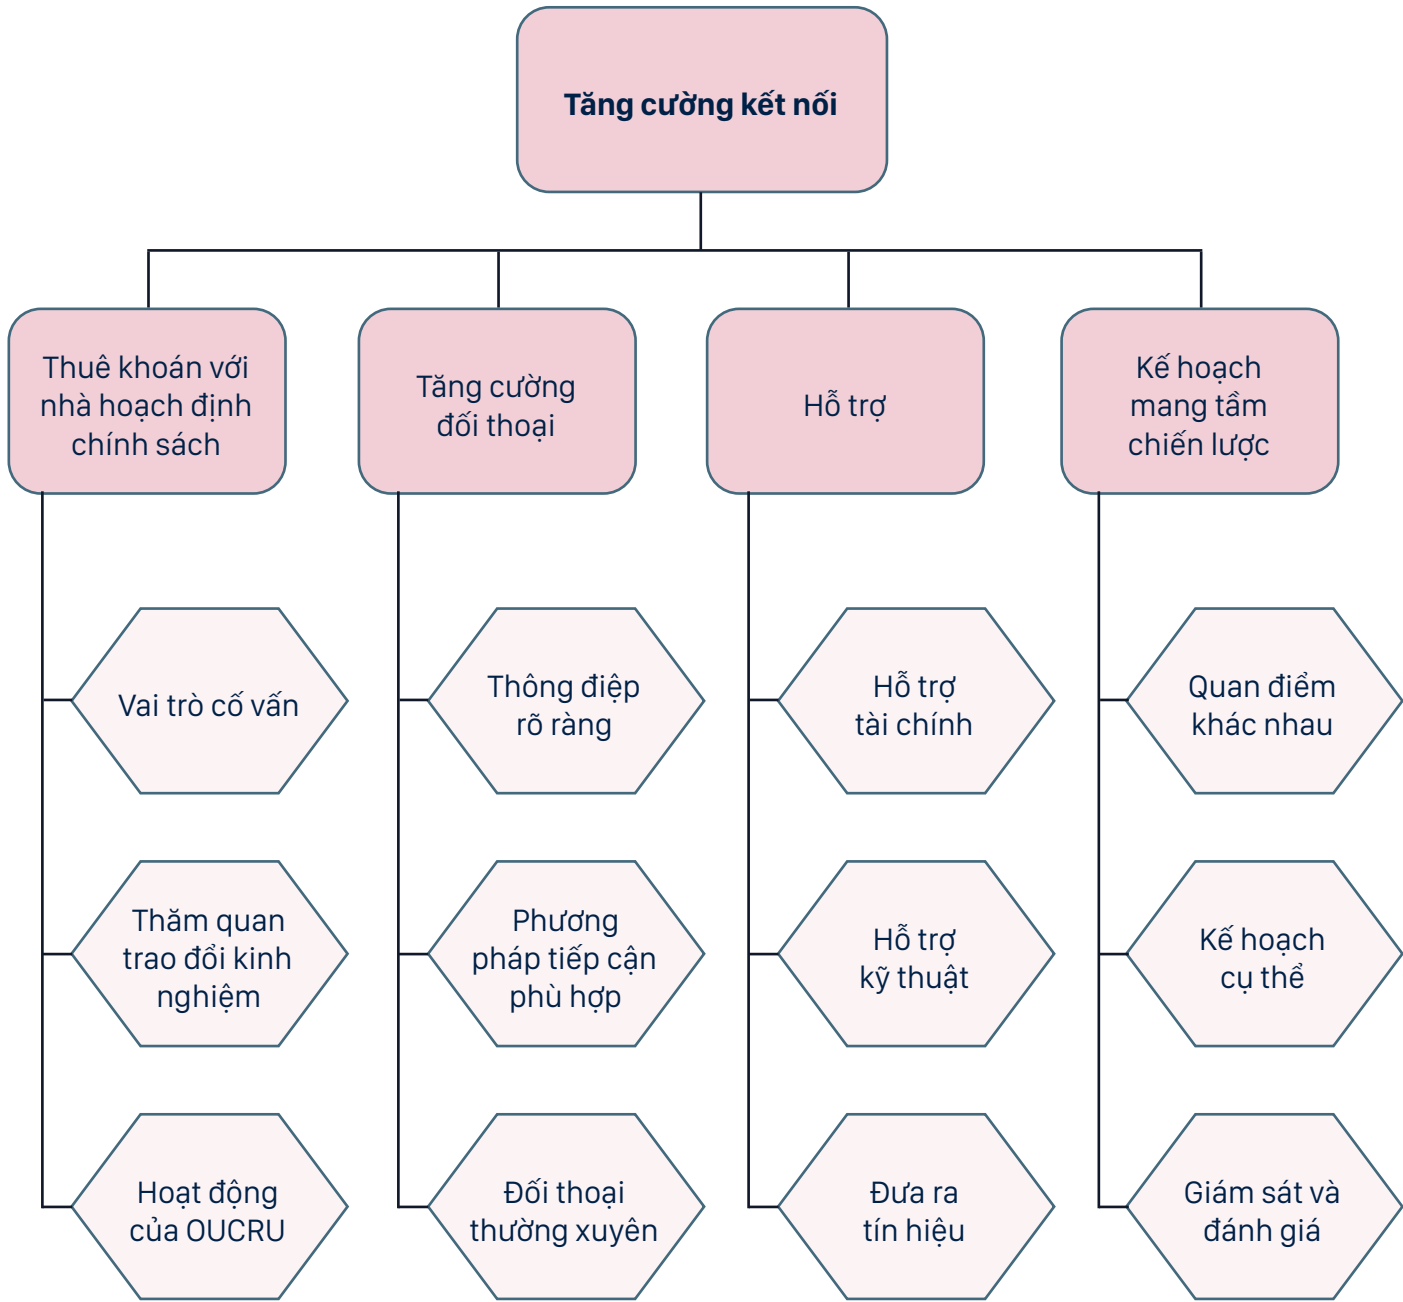 Tăng cường kết nối
Thuê khoán với
nhà hoạch định
chính sách
Tăng cường
đối thoại
Hỗ trợ
Kế hoạch
mang tầm
chiến lược
Vai trò cố vấn
Thông điệp
rõ ràng
Hỗ trợ
tài chính
Quan điểm
khác nhau
Thăm quan
trao đổi kinh
nghiệm
Phương
pháp tiếp cận
phù hợp
Hỗ trợ
kỹ thuật
Kế hoạch
cụ thể
Hoạt động
của OUCRU
Đối thoại
thường xuyên
Đưa ra
tín hiệu
Giám sát và
đánh giá